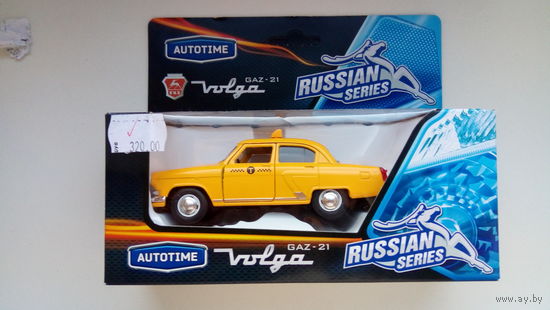 AUTOTIME
GAZ - 21
Volga
RUSSIAN
SERIES
320.00
T
AUTOTIME
GAZ - 21
Volga
RUSSIAN
SERIES
www.ay.by